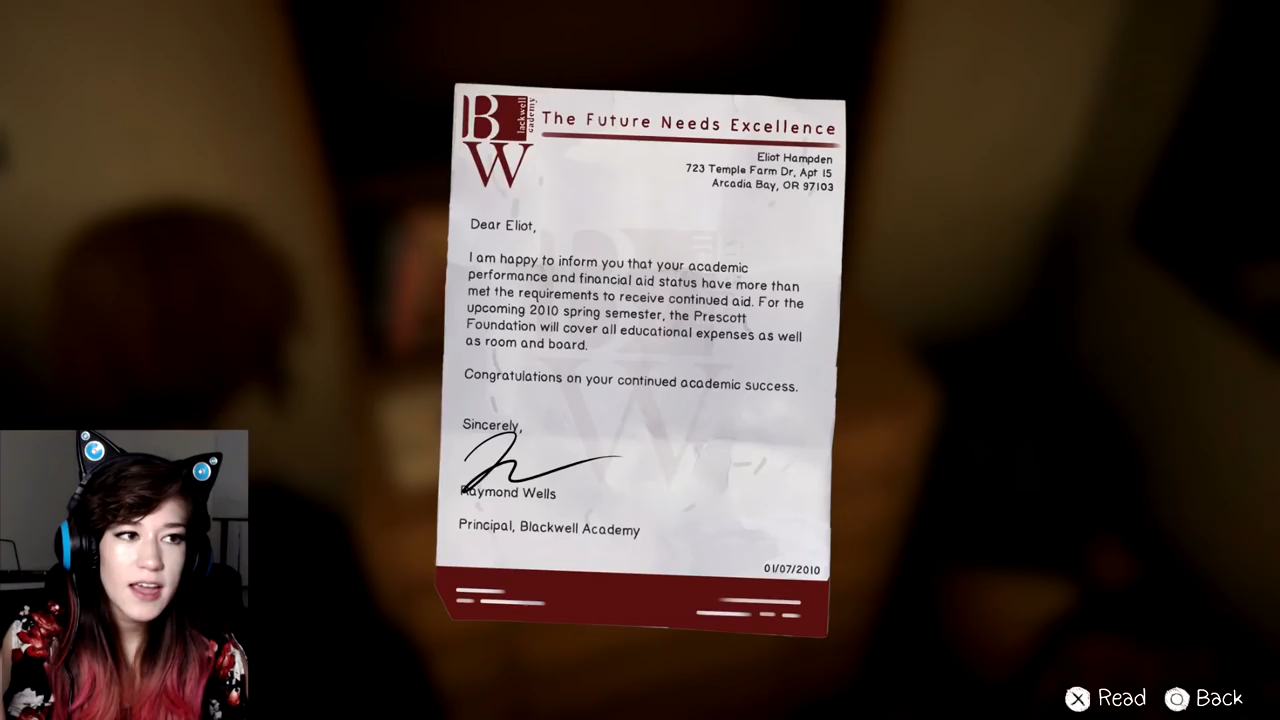 B
lackwell
cademy
W
The Future Needs Excellence
Eliot Hampden
723 Temple Farm Dr, Apt 15
Arcadia Bay, OR 97103
Dear Eliot,
I am happy to inform you that your academic
performance and financial aid status have more than
met the requirements to receive continued aid. For the
upcoming 2010 spring semester, the Prescott
Foundation will cover all educational expenses as well
as room and board.
Congratulations on your continued academic success.
Sincerely,
Raymond Wells
Principal, Blackwell Academy
01/07/2010
Read
Back